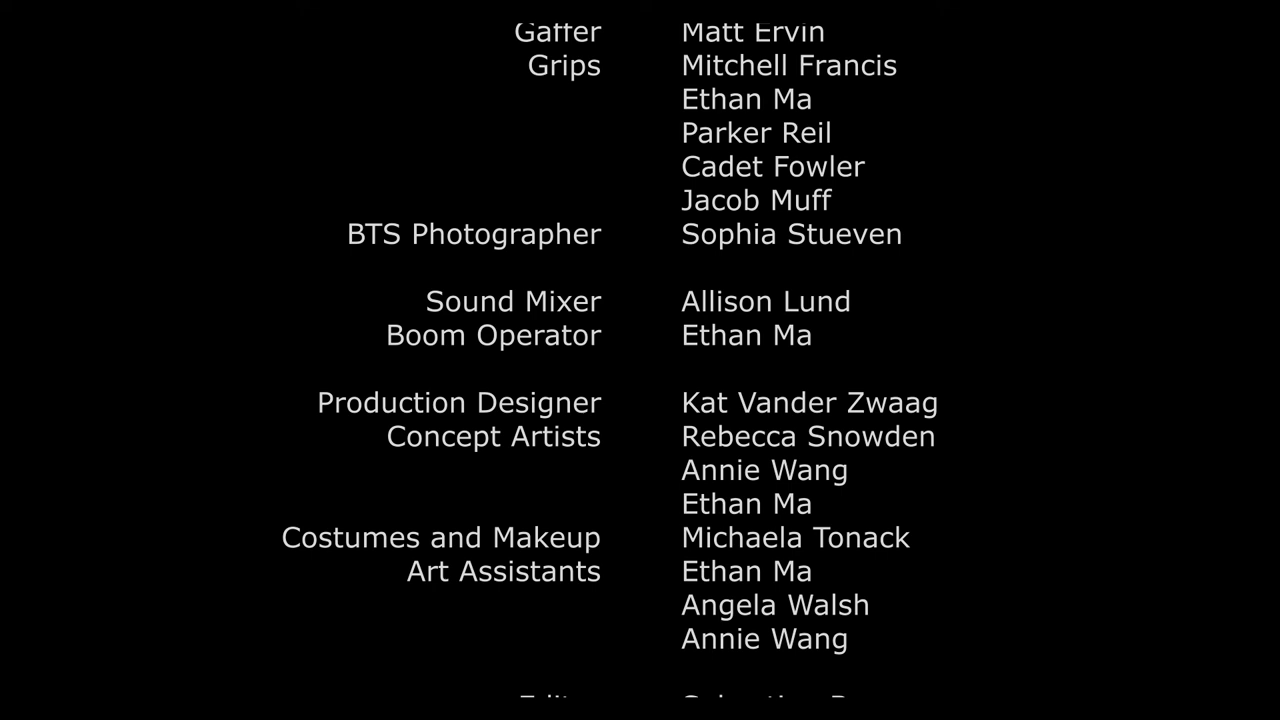 Gaffer Matt Ervin
Grips Mitchell Francis
Ethan Ma
Parker Reil
Cadet Fowler
Jacob Muff
BTS Photographer Sophia Stueven
Sound Mixer Allison Lund
Boom Operator Ethan Ma
Production Designer Kat Vander Zwaag
Concept Artists Rebecca Snowden
Annie Wang
Ethan Ma
Costumes and Makeup Michaela Tonack
Art Assistants Ethan Ma
Angela Walsh
Annie Wang